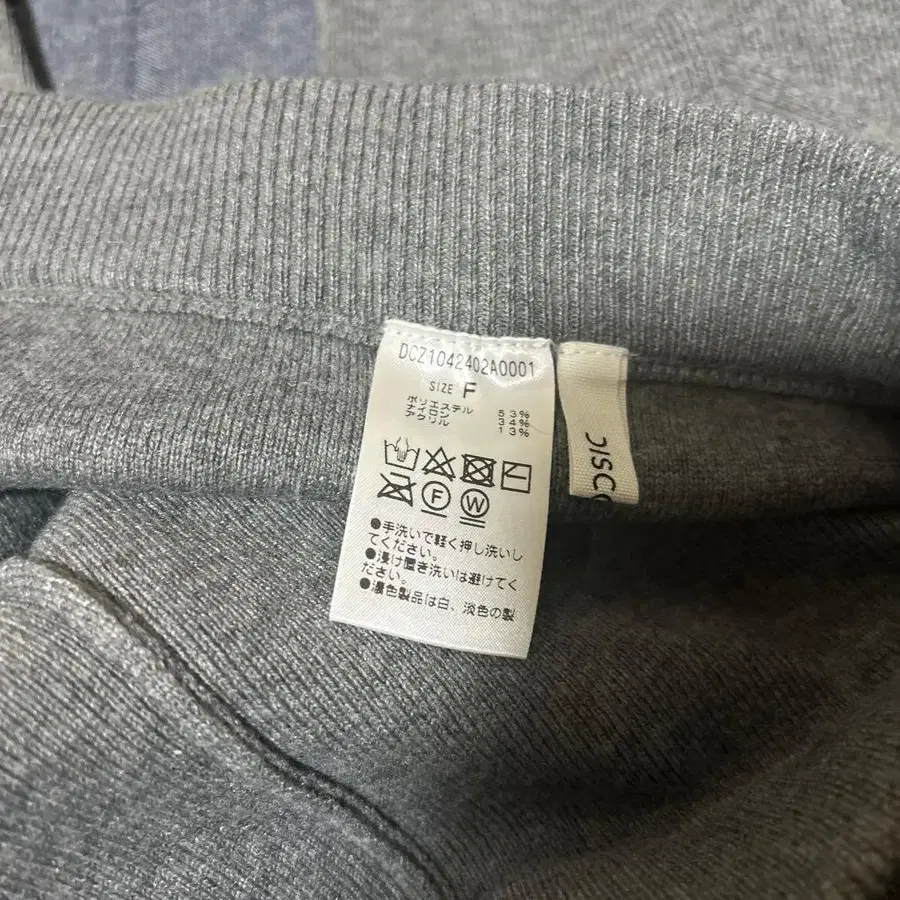 DCZ1042402A0001
SIZE F
ポリエステル 53%
ナイロン 34%
アクリル 13%
F W
●手洗いで軽く押し洗いし
てください。
●浸け置き洗いは避けてく
ださい。
●濃色製品は白、淡色の製
DISC